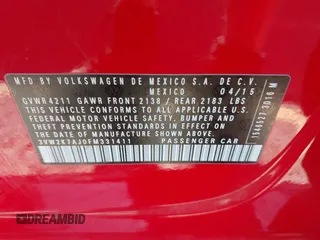 MFD. BY VOLKSWAGEN DE MEXICO S.A. DE C.V.
MEXICO 04/15
GVWR 4211 GAWR FRONT 2138 / REAR 2183 LBS
THIS VEHICLE CONFORMS TO ALL APPLICABLE
FEDERAL MOTOR VEHICLE SAFETY, BUMPER AND
THEFT PREVENTION STANDARDS IN EFFECT
ON THE DATE OF MANUFACTURE SHOWN ABOVE.
3VW2K7AJ0FM331411 PASSENGER CAR
DREAMBID